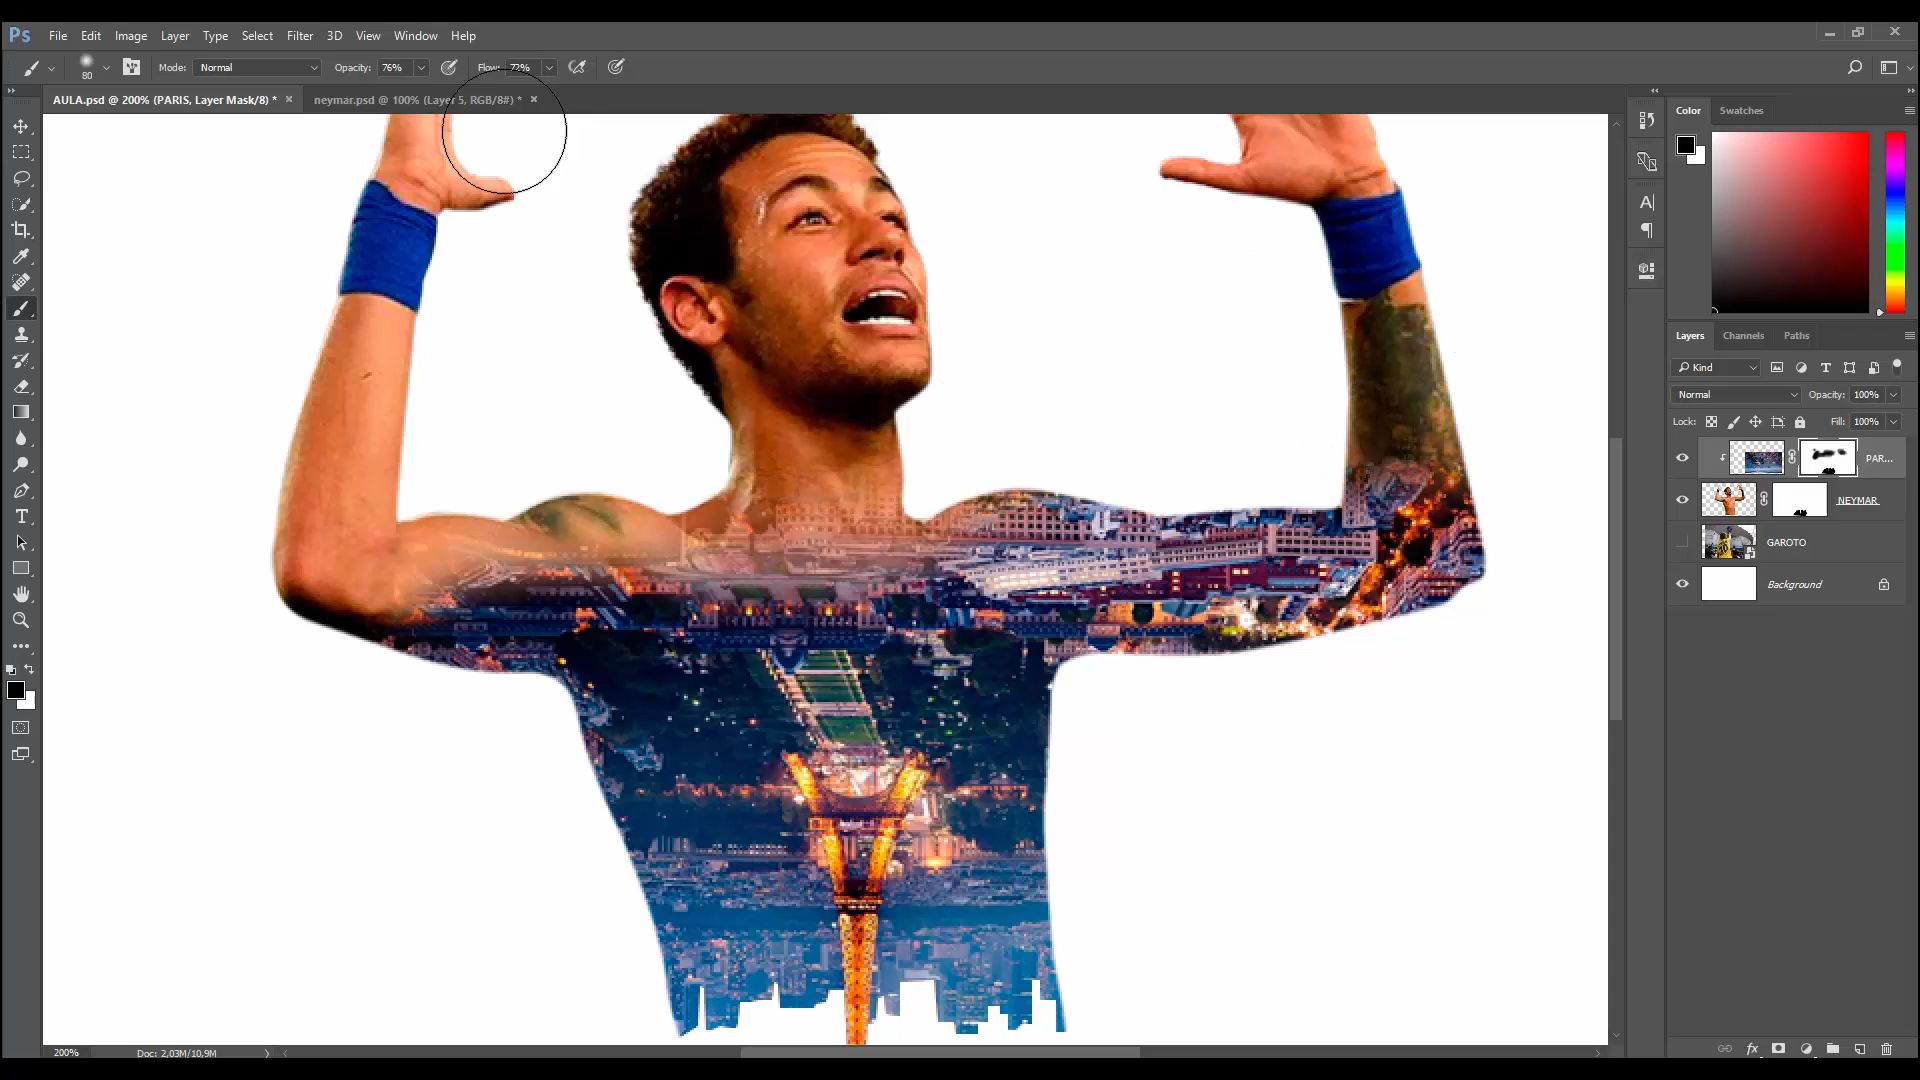 Ps File Edit Image Layer Type Select Filter 3D View Window Help
80 Mode: Normal Opacity: 76% Flow: 72%
AULA.psd @ 200% (PARIS, Layer Mask/8) * × neymar.psd @ 100% (Layer 5, RGB/8#) * ×
Color Swatches
Layers Channels Paths
Kind
Normal Opacity: 100%
Lock: Fill: 100%
PAR...
NEYMAR
GAROTO
Background
200% Doc: 2,03M/10,9M